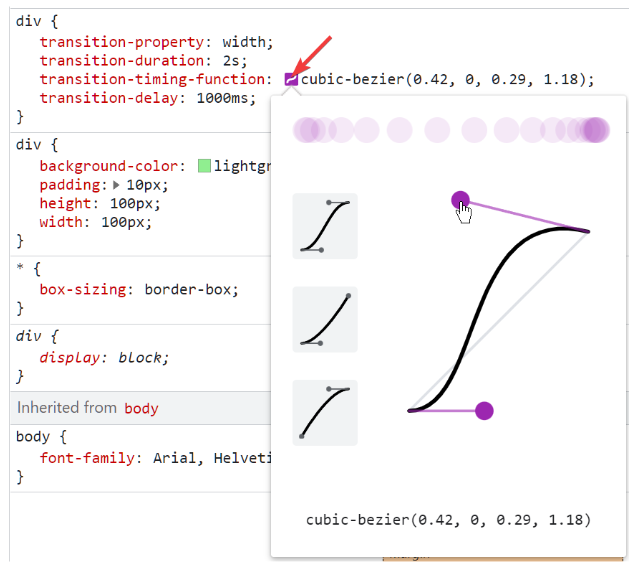 div {
transition-property: width;
transition-duration: 2s;
transition-timing-function: cubic-bezier(0.42, 0, 0.29, 1.18);
transition-delay: 1000ms;
}
div {
background-color: lightgr
padding: 10px;
height: 100px;
width: 100px;
}
* {
box-sizing: border-box;
}
div {
display: block;
}
Inherited from body
body {
font-family: Arial, Helveti
}
cubic-bezier(0.42, 0, 0.29, 1.18)